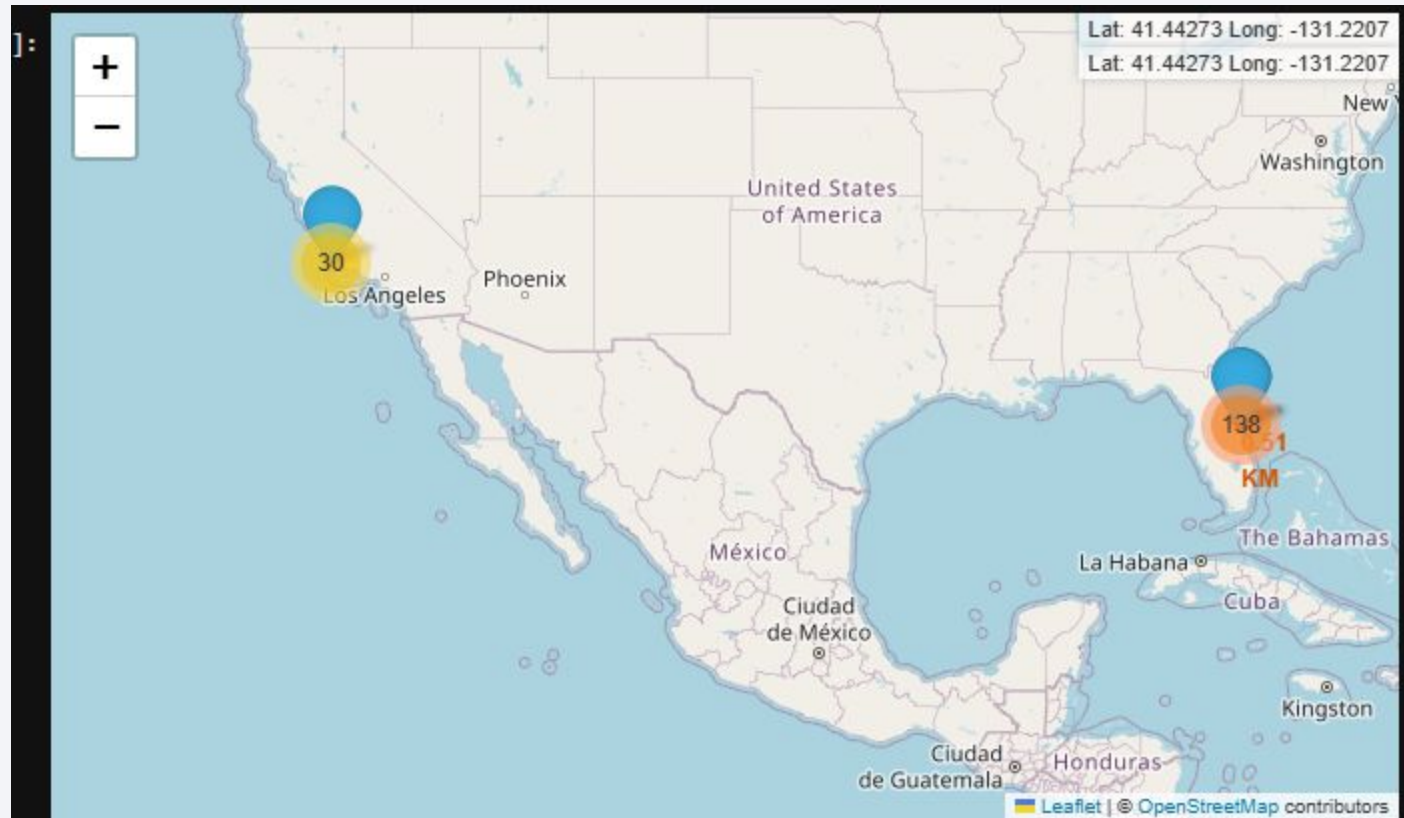 ]:
+
−
Lat: 41.44273 Long: -131.2207
Lat: 41.44273 Long: -131.2207
New
Washington
United States
of America
30
Los Angeles
Phoenix
138
0.51
KM
The Bahamas
México
La Habana
Cuba
Ciudad
de México
Kingston
Ciudad
de Guatemala
Honduras
Leaflet | © OpenStreetMap contributors